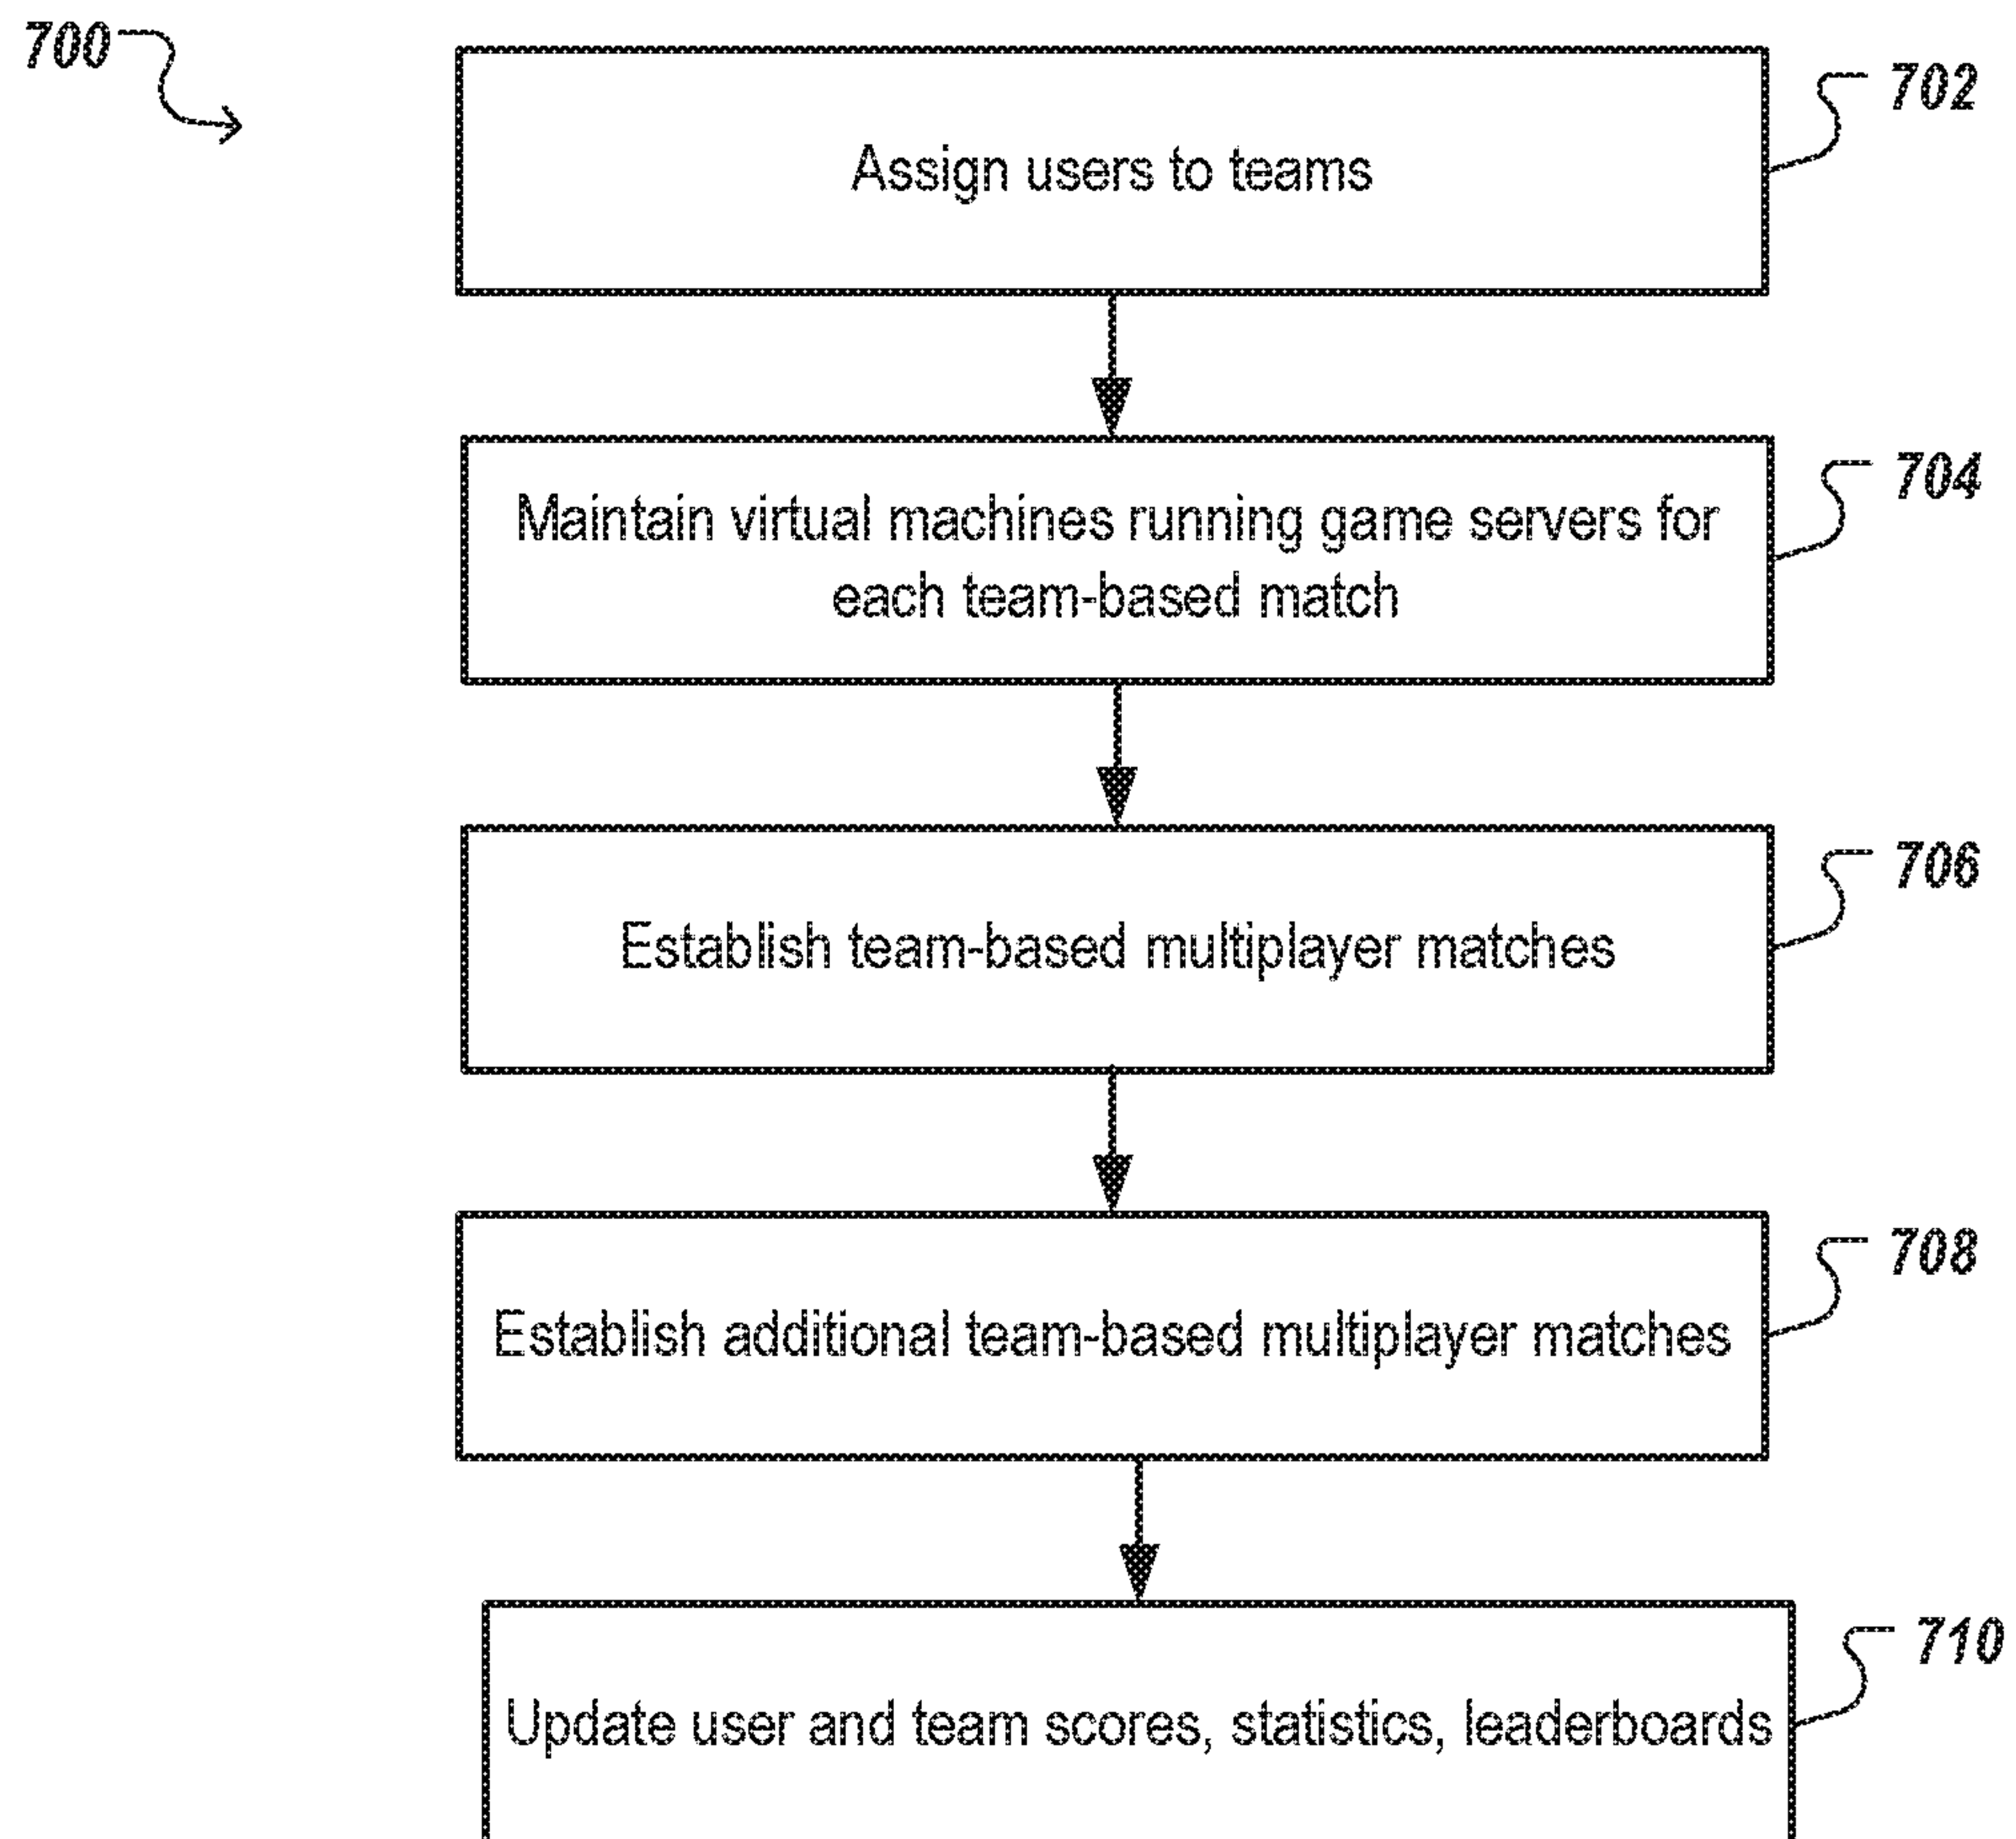 700
702
Assign users to teams
704
Maintain virtual machines running game servers for
each team-based match
706
Establish team-based multiplayer matches
708
Establish additional team-based multiplayer matches
710
Update user and team scores, statistics, leaderboards